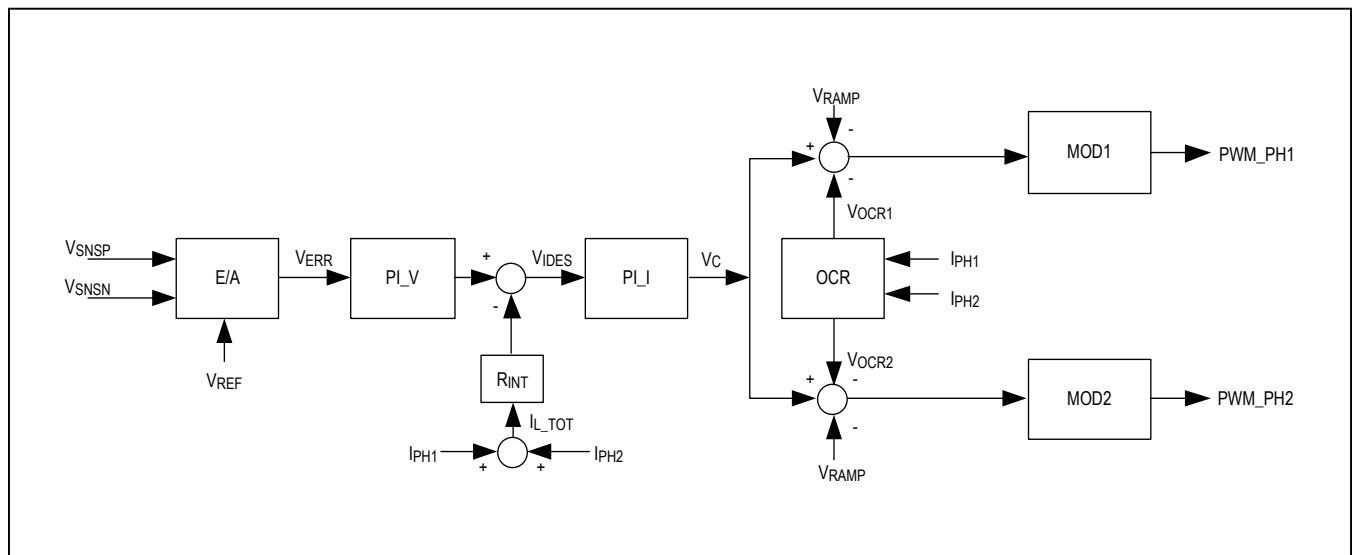 VRAMP
-
+
-
MOD1
PWM_PH1
VOCR1
VSNSP
VSNSN
E/A
VERR
PI_V
+
-
VIDES
PI_I
VC
OCR
IPH1
IPH2
VREF
RINT
IL_TOT
IPH1
+
+
IPH2
VOCR2
+
-
-
MOD2
PWM_PH2
VRAMP